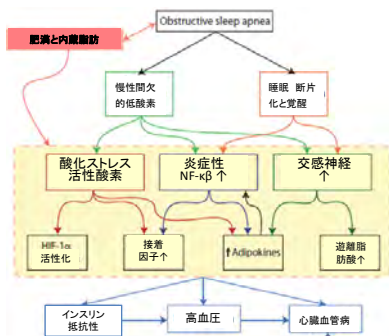 Obstructive sleep apnea
肥満と内蔵脂肪
慢性間欠
的低酸素
睡眠 断片
化と覚醒
酸化ストレス
活性酸素
炎症性
NF-κβ ↑
交感神経
↑
HIF-1α
活性化
接着
因子↑
↑Adipokines
遊離脂
肪酸↑
インスリン
抵抗性
高血圧
心臓血管病